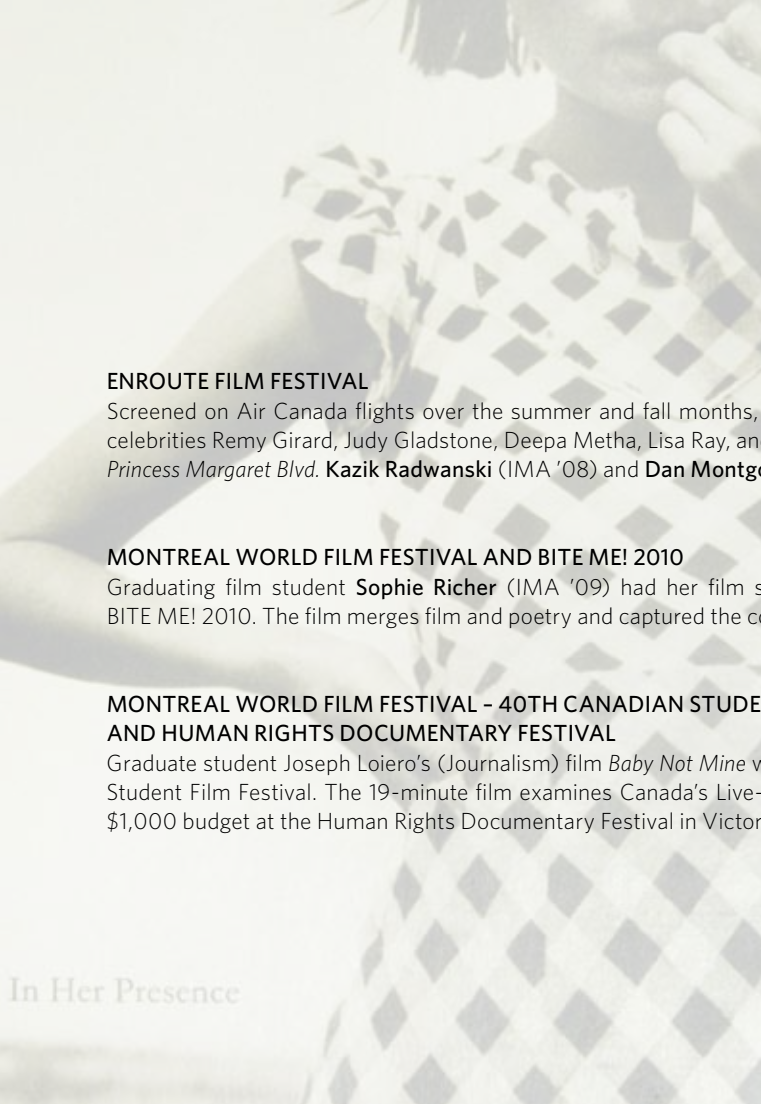 ENROUTE FILM FESTIVAL
Screened on Air Canada flights over the summer and fall months,
celebrities Remy Girard, Judy Gladstone, Deepa Metha, Lisa Ray, an
Princess Margaret Blvd. Kazik Radwanski (IMA ’08) and Dan Montgo
MONTREAL WORLD FILM FESTIVAL AND BITE ME! 2010
Graduating film student Sophie Richer (IMA ’09) had her film s
BITE ME! 2010. The film merges film and poetry and captured the co
MONTREAL WORLD FILM FESTIVAL – 40TH CANADIAN STUDE
AND HUMAN RIGHTS DOCUMENTARY FESTIVAL
Graduate student Joseph Loiero’s (Journalism) film Baby Not Mine w
Student Film Festival. The 19-minute film examines Canada’s Live-
$1,000 budget at the Human Rights Documentary Festival in Victor
In Her Presence